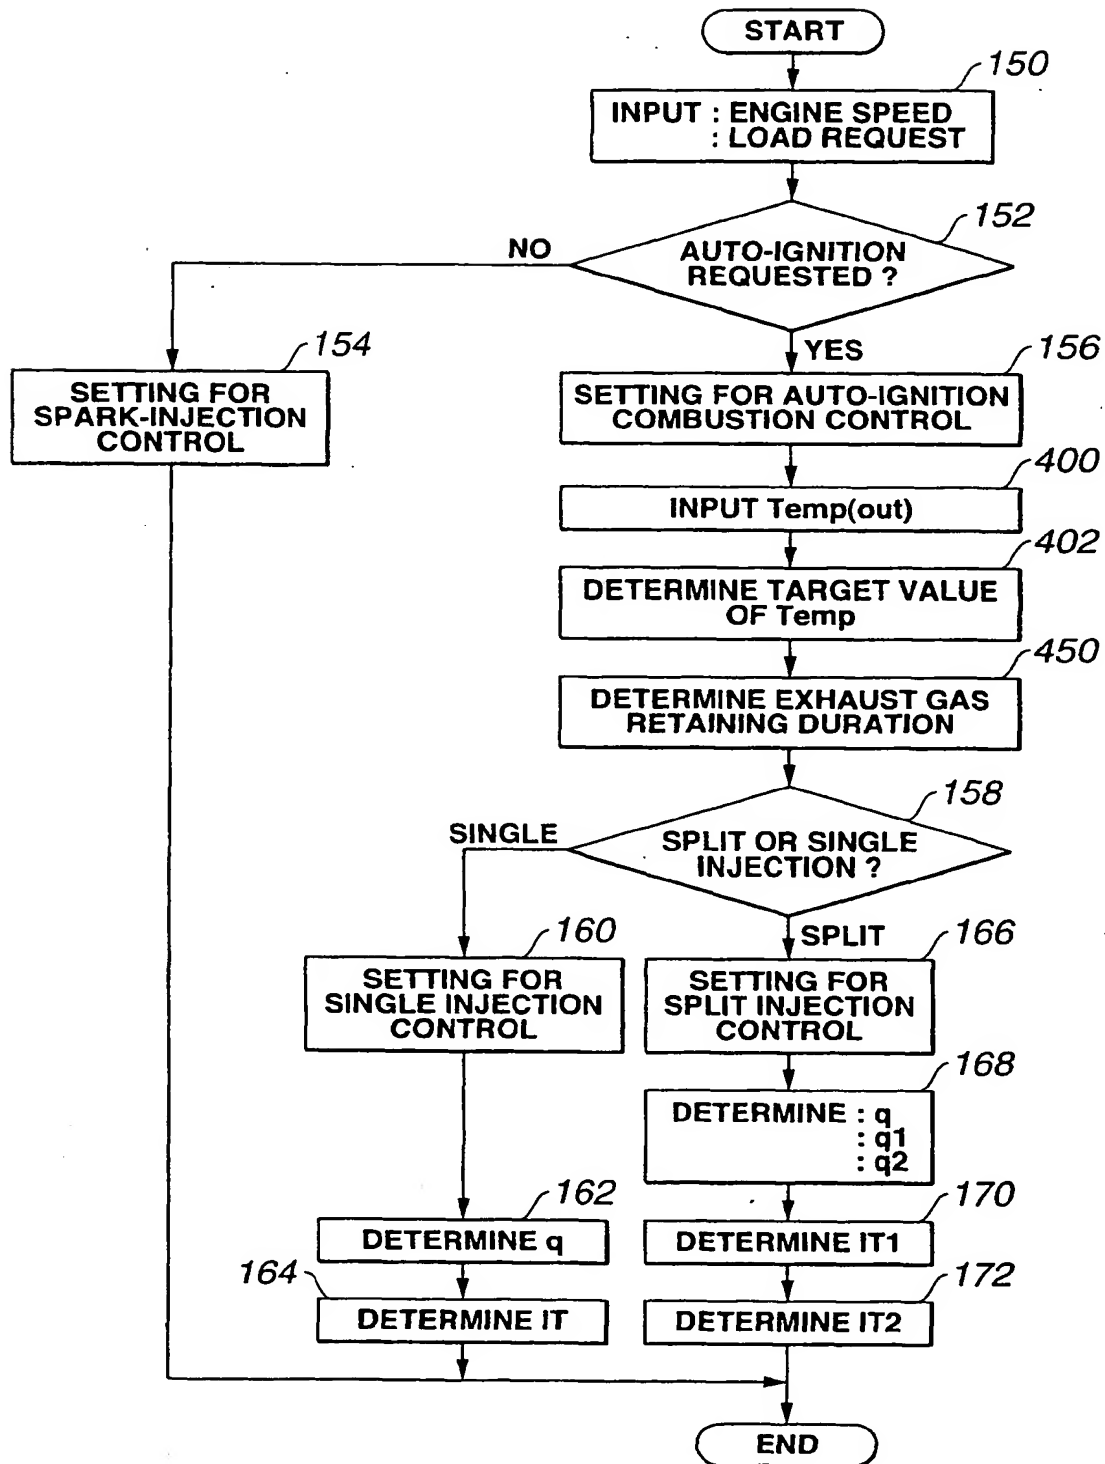 START
150
INPUT : ENGINE SPEED
: LOAD REQUEST
152
NO
AUTO-IGNITION
REQUESTED ?
YES
154
SETTING FOR
SPARK-INJECTION
CONTROL
156
SETTING FOR AUTO-IGNITION
COMBUSTION CONTROL
400
INPUT Temp(out)
402
DETERMINE TARGET VALUE
OF Temp
450
DETERMINE EXHAUST GAS
RETAINING DURATION
158
SINGLE
SPLIT OR SINGLE
INJECTION ?
SPLIT
160
SETTING FOR
SINGLE INJECTION
CONTROL
166
SETTING FOR
SPLIT INJECTION
CONTROL
168
DETERMINE : q
: q1
: q2
162
DETERMINE q
170
DETERMINE IT1
164
DETERMINE IT
172
DETERMINE IT2
END